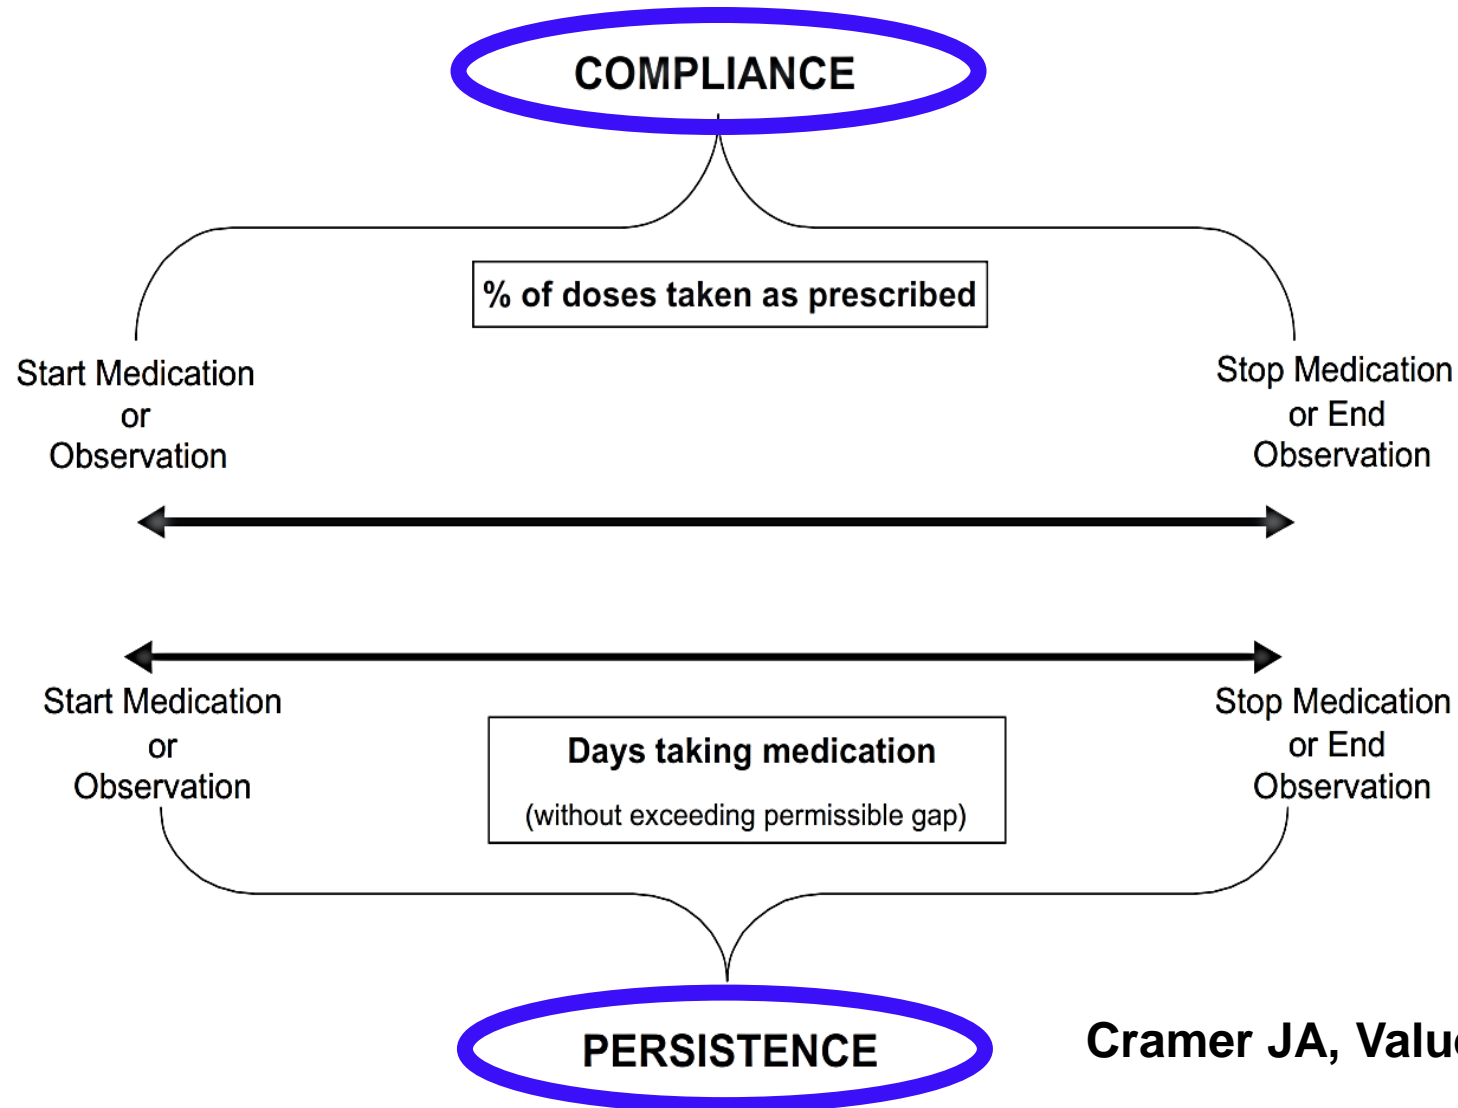 COMPLIANCE
% of doses taken as prescribed
Start Medication
or
Observation
Stop Medication
or End
Observation
Start Medication
or
Observation
Days taking medication
(without exceeding permissible gap)
Stop Medication
or End
Observation
PERSISTENCE
Cramer JA, Value